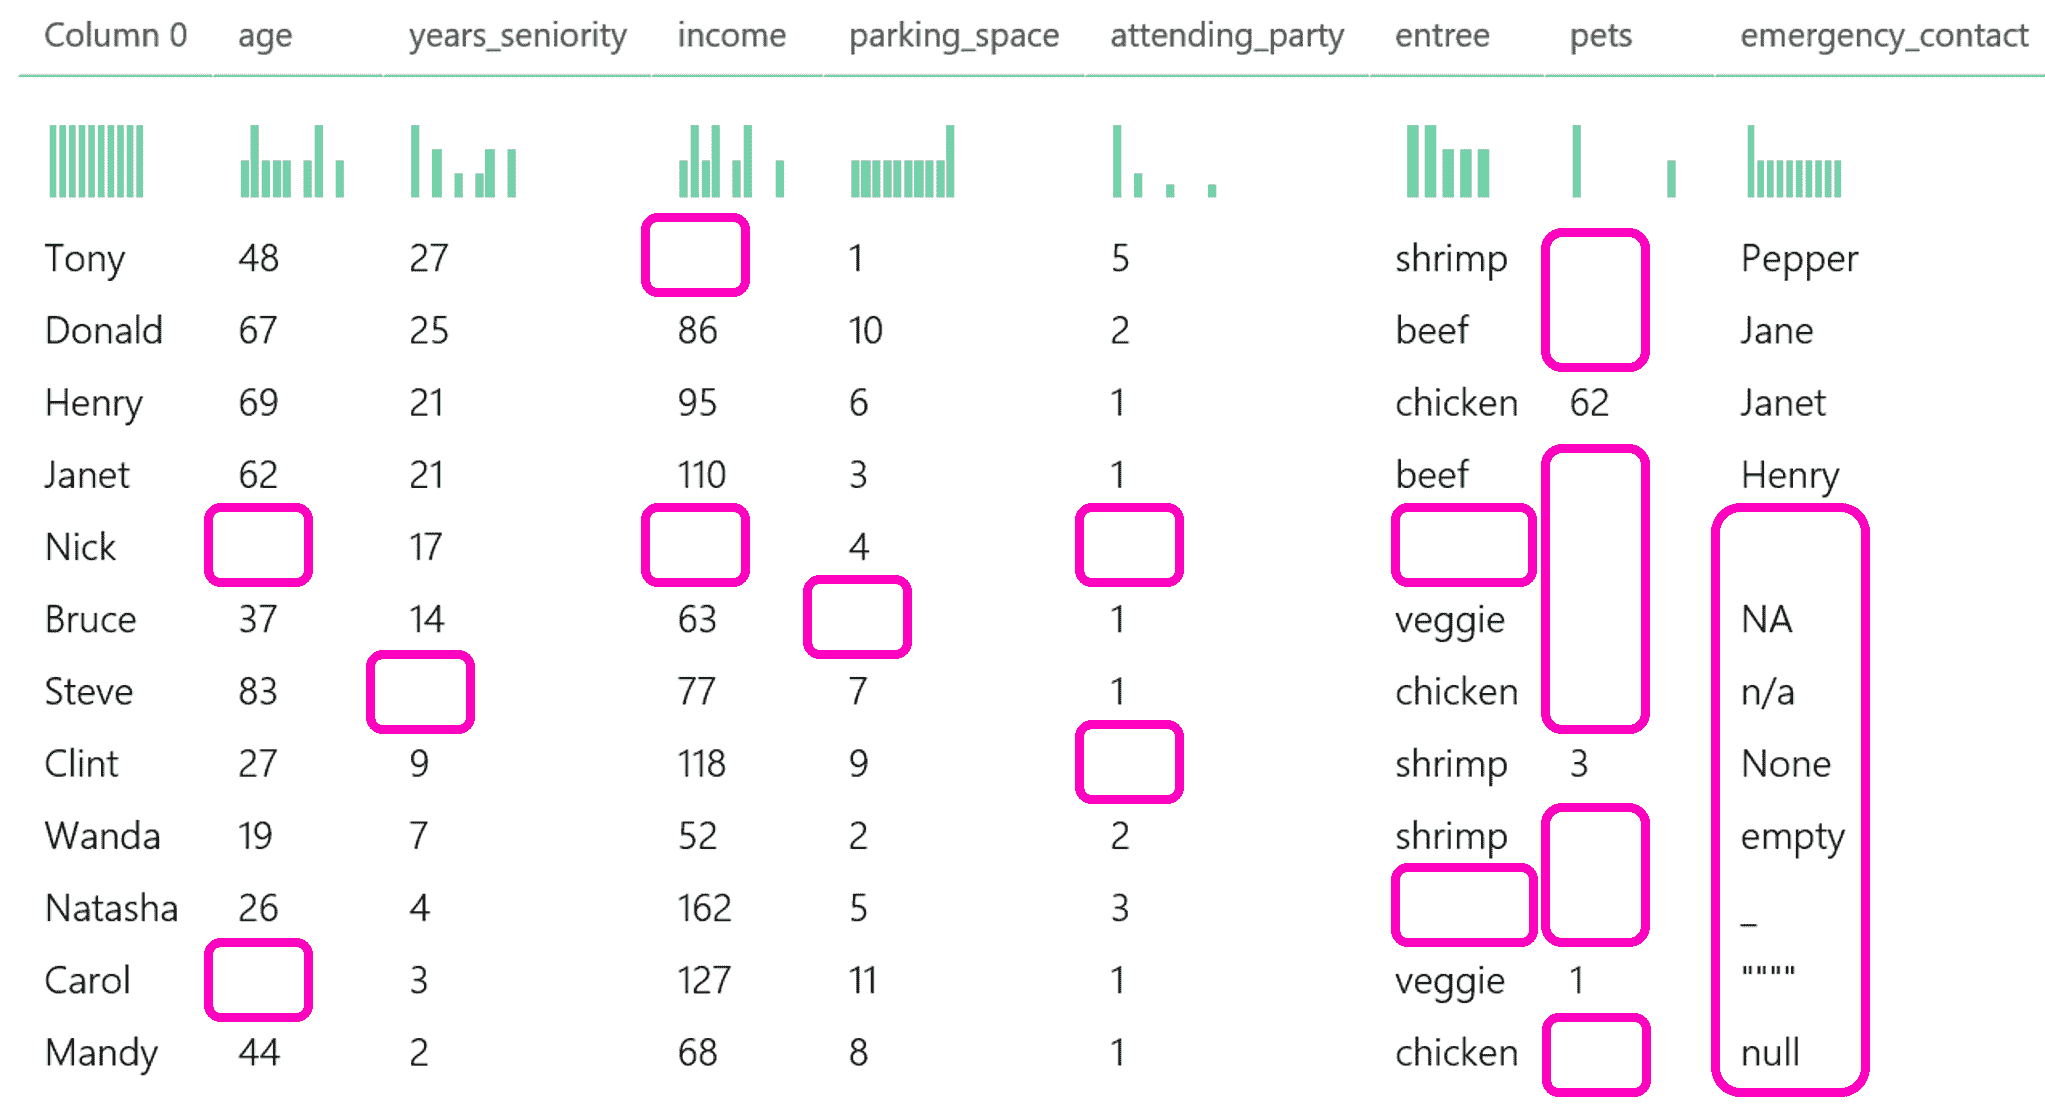 Column 0 age years_seniority income parking_space attending_party entree pets emergency_contact
Tony 48 27 1 5 shrimp Pepper
Donald 67 25 86 10 2 beef Jane
Henry 69 21 95 6 1 chicken 62 Janet
Janet 62 21 110 3 1 beef Henry
Nick 17 4
Bruce 37 14 63 1 veggie NA
Steve 83 77 7 1 chicken n/a
Clint 27 9 118 9 shrimp 3 None
Wanda 19 7 52 2 2 shrimp empty
Natasha 26 4 162 5 3 _
Carol 3 127 11 1 veggie 1 """"
Mandy 44 2 68 8 1 chicken null